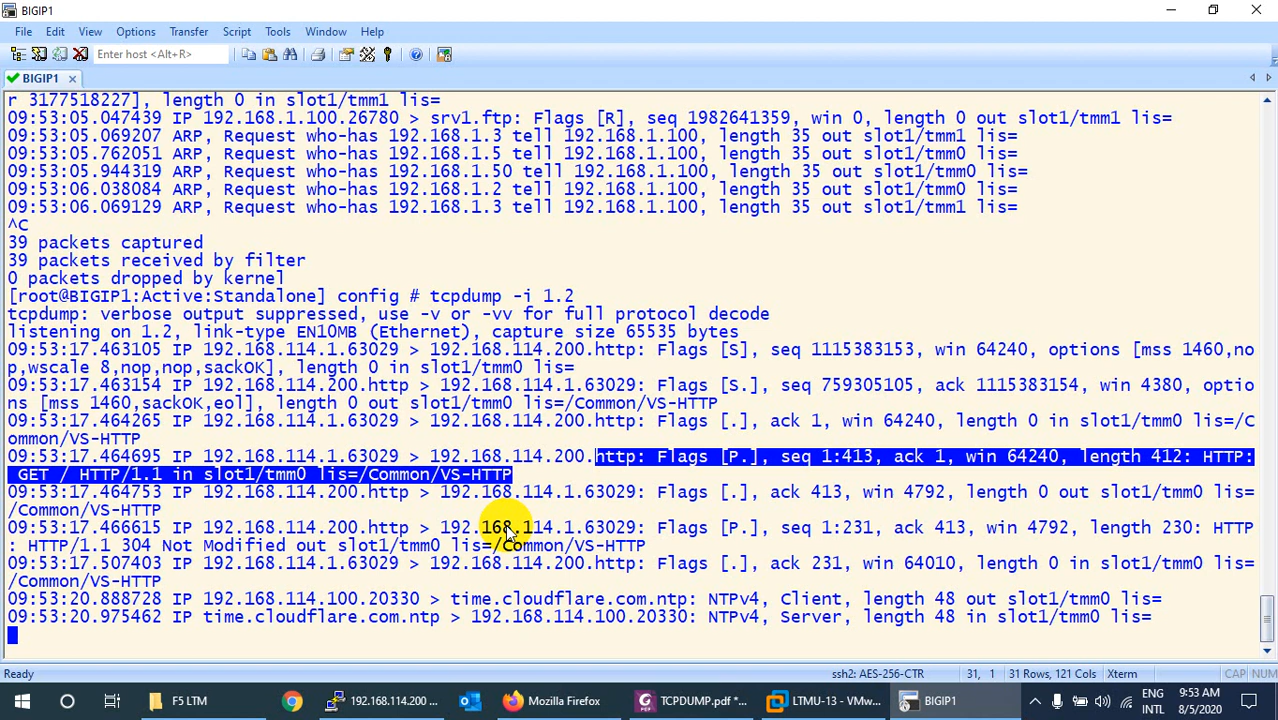 BIGIP1
File Edit View Options Transfer Script Tools Window Help
Enter host <Alt+R>
BIGIP1
r 3177518227], length 0 in slot1/tmm1 lis=
09:53:05.047439 IP 192.168.1.100.26780 > srv1.ftp: Flags [R], seq 1982641359, win 0, length 0 out slot1/tmm1 lis=
09:53:05.069207 ARP, Request who-has 192.168.1.3 tell 192.168.1.100, length 35 out slot1/tmm1 lis=
09:53:05.762051 ARP, Request who-has 192.168.1.5 tell 192.168.1.100, length 35 out slot1/tmm0 lis=
09:53:05.944319 ARP, Request who-has 192.168.1.50 tell 192.168.1.100, length 35 out slot1/tmm0 lis=
09:53:06.038084 ARP, Request who-has 192.168.1.2 tell 192.168.1.100, length 35 out slot1/tmm0 lis=
09:53:06.069129 ARP, Request who-has 192.168.1.3 tell 192.168.1.100, length 35 out slot1/tmm1 lis=
^C
39 packets captured
39 packets received by filter
0 packets dropped by kernel
[root@BIGIP1:Active:Standalone] config # tcpdump -i 1.2
tcpdump: verbose output suppressed, use -v or -vv for full protocol decode
listening on 1.2, link-type EN10MB (Ethernet), capture size 65535 bytes
09:53:17.463105 IP 192.168.114.1.63029 > 192.168.114.200.http: Flags [S], seq 1115383153, win 64240, options [mss 1460,no
p,wscale 8,nop,nop,sackOK], length 0 in slot1/tmm0 lis=
09:53:17.463154 IP 192.168.114.200.http > 192.168.114.1.63029: Flags [S.], seq 759305105, ack 1115383154, win 4380, optio
ns [mss 1460,sackOK,eol], length 0 out slot1/tmm0 lis=/Common/VS-HTTP
09:53:17.464265 IP 192.168.114.1.63029 > 192.168.114.200.http: Flags [.], ack 1, win 64240, length 0 in slot1/tmm0 lis=/C
ommon/VS-HTTP
09:53:17.464695 IP 192.168.114.1.63029 > 192.168.114.200.http: Flags [P.], seq 1:413, ack 1, win 64240, length 412: HTTP:
GET / HTTP/1.1 in slot1/tmm0 lis=/Common/VS-HTTP
09:53:17.464753 IP 192.168.114.200.http > 192.168.114.1.63029: Flags [.], ack 413, win 4792, length 0 out slot1/tmm0 lis=
/Common/VS-HTTP
09:53:17.466615 IP 192.168.114.200.http > 192.168.114.1.63029: Flags [P.], seq 1:231, ack 413, win 4792, length 230: HTTP
: HTTP/1.1 304 Not Modified out slot1/tmm0 lis=/Common/VS-HTTP
09:53:17.507403 IP 192.168.114.1.63029 > 192.168.114.200.http: Flags [.], ack 231, win 64010, length 0 in slot1/tmm0 lis=
/Common/VS-HTTP
09:53:20.888728 IP 192.168.114.100.20330 > time.cloudflare.com.ntp: NTPv4, Client, length 48 out slot1/tmm0 lis=
09:53:20.975462 IP time.cloudflare.com.ntp > 192.168.114.100.20330: NTPv4, Server, length 48 in slot1/tmm0 lis=
Ready ssh2: AES-256-CTR 31, 1 31 Rows, 121 Cols Xterm CAP NUM
F5 LTM 192.168.114.200 ... Mozilla Firefox TCPDUMP.pdf *... LTMU-13 - VMw... BIGIP1 ENG INTL 9:53 AM 8/5/2020